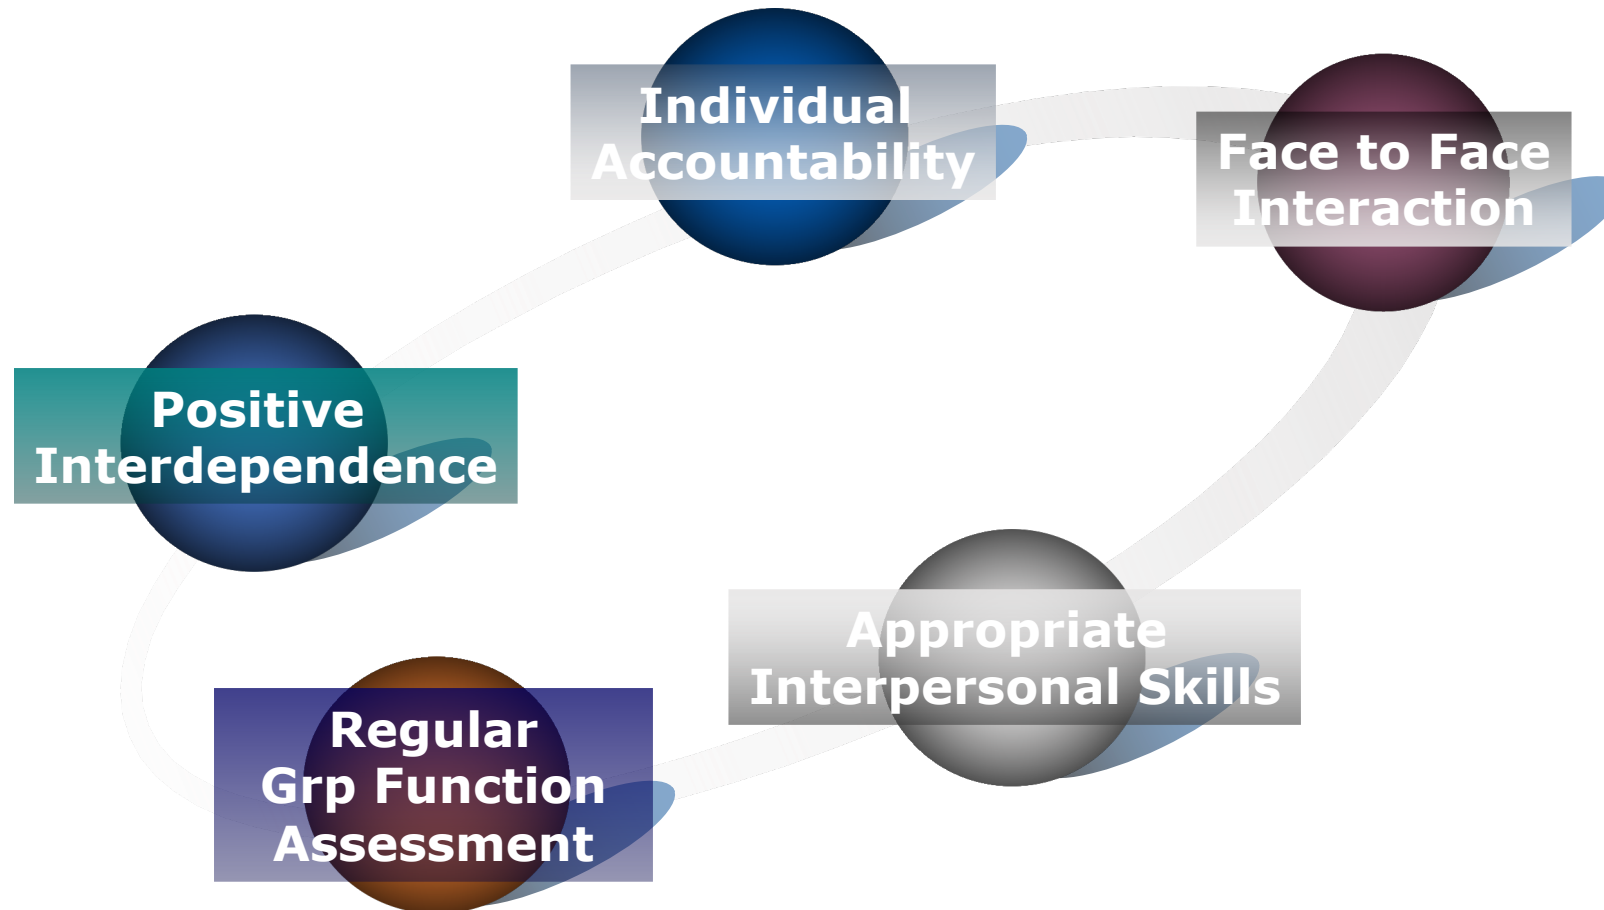 Individual
Accountability
Face to Face
Interaction
Positive
Interdependence
Appropriate
Interpersonal Skills
Regular
Grp Function
Assessment